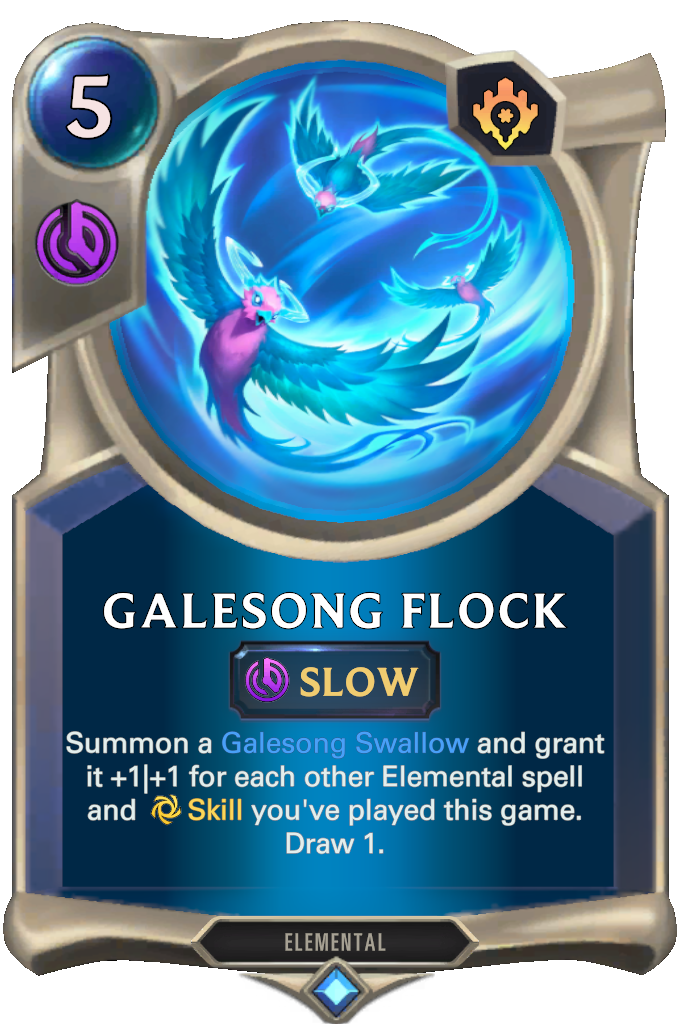 5
GALESONG FLOCK
SLOW
Summon a Galesong Swallow and grant
it +1|+1 for each other Elemental spell
and Skill you've played this game.
Draw 1.
ELEMENTAL